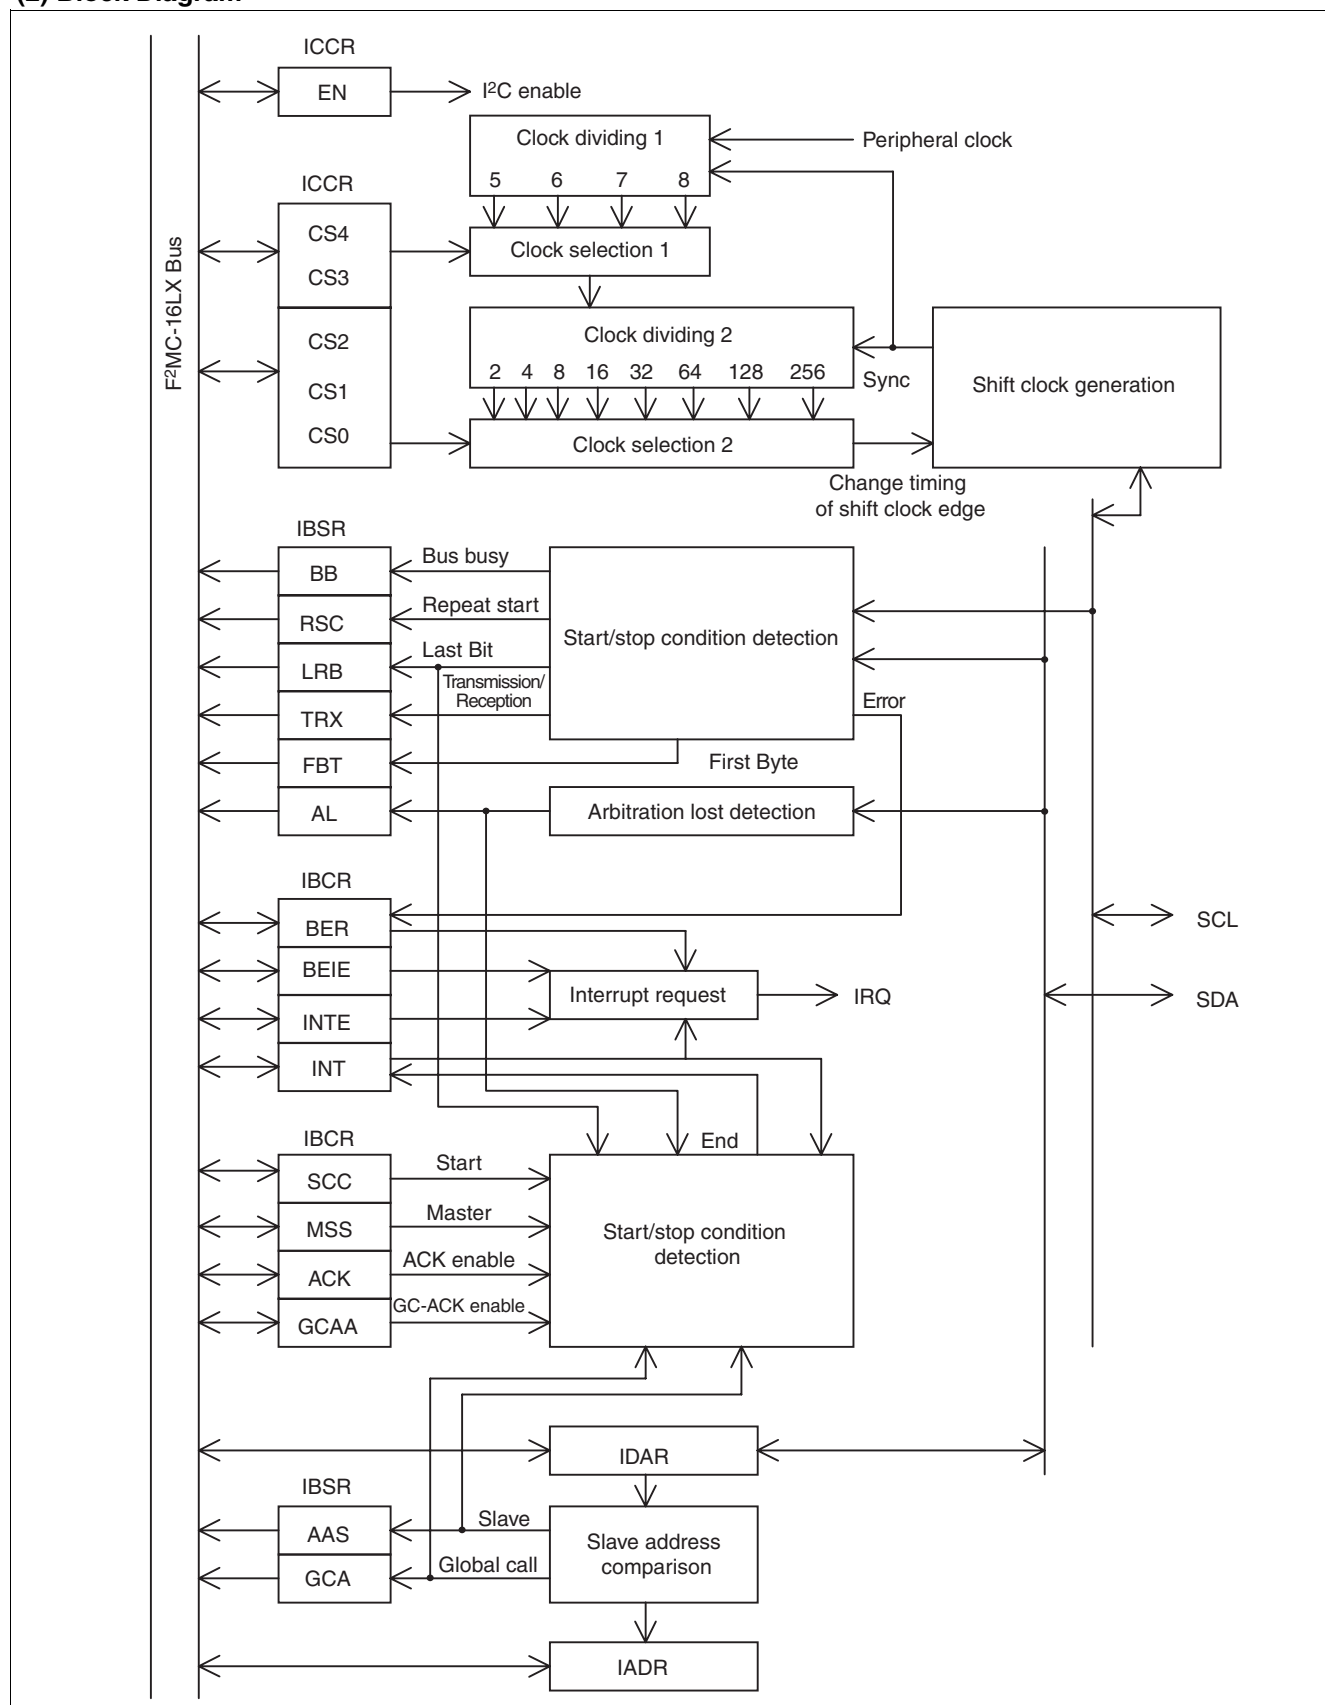 (2) Block Diagram
ICCR
EN
I²C enable
Clock dividing 1
Peripheral clock
5 6 7 8
ICCR
CS4
CS3
Clock selection 1
F²MC-16LX Bus
CS2
CS1
CS0
Clock dividing 2
2 4 8 16 32 64 128 256
Sync
Shift clock generation
Clock selection 2
Change timing
of shift clock edge
IBSR
BB
Bus busy
RSC
Repeat start
Start/stop condition detection
LRB
Last Bit
Transmission/
Reception
TRX
Error
FBT
First Byte
AL
Arbitration lost detection
IBCR
BER
SCL
BEIE
Interrupt request
IRQ
SDA
INTE
INT
End
IBCR
SCC
Start
MSS
Master
Start/stop condition
detection
ACK
ACK enable
GCAA
GC-ACK enable
IDAR
IBSR
AAS
Slave
Slave address
comparison
GCA
Global call
IADR